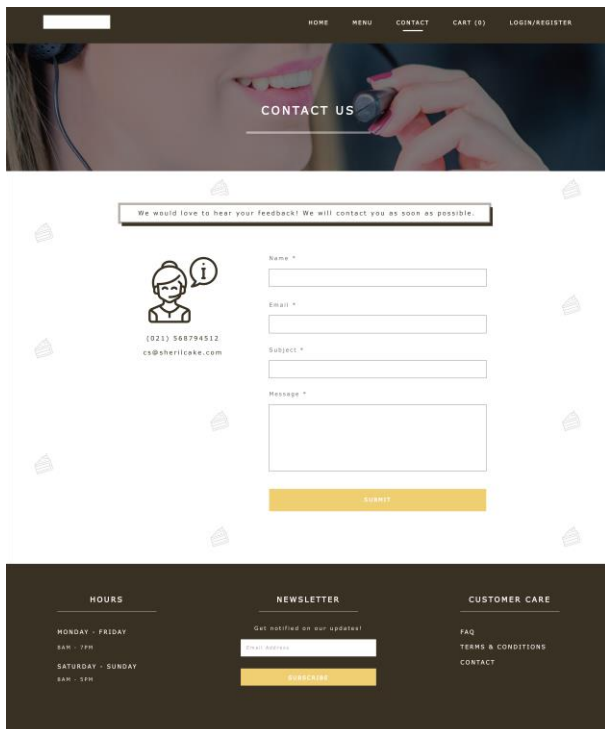 HOME MENU CONTACT CART (0) LOGIN/REGISTER
CONTACT US
We would love to hear your feedback! We will contact you as soon as possible.
i
(021) 568794512
cs@sherilcake.com
Name *
Email *
Subject *
Message *
SUBMIT
HOURS
MONDAY - FRIDAY
8AM - 7PM
SATURDAY - SUNDAY
8AM - 5PM
NEWSLETTER
Get notified on our updates!
Email Address
SUBSCRIBE
CUSTOMER CARE
FAQ
TERMS & CONDITIONS
CONTACT